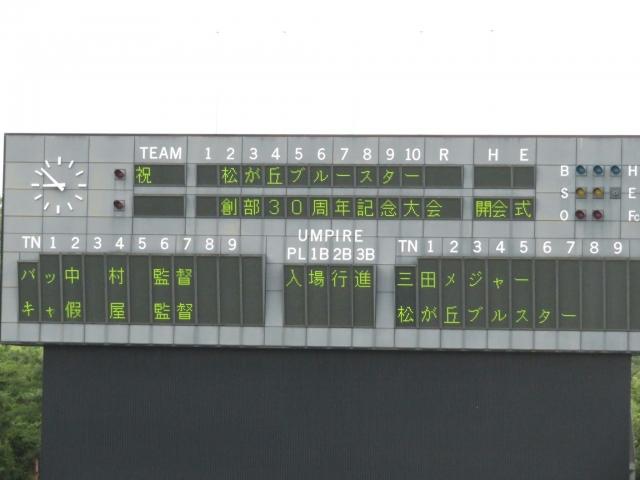 TEAM 1 2 3 4 5 6 7 8 9 10 R H E
祝 松が丘ブルースター
創部30周年記念大会 開会式
B H
S E
O Fc
UMPIRE
TN 1 2 3 4 5 6 7 8 9
PL 1B 2B 3B
TN 1 2 3 4 5 6 7 8 9
バッ中 村 監督
キャ假 屋 監督
入場行進
三田メジャー
松が丘ブルスター